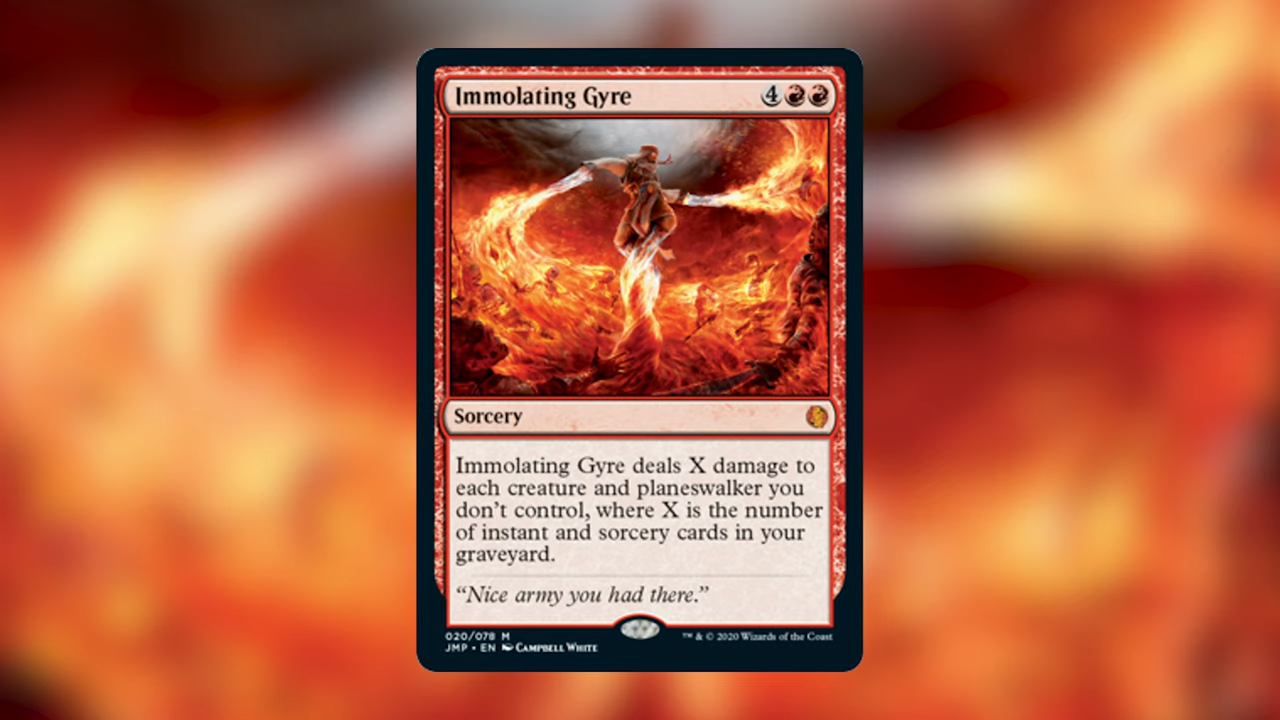 Immolating Gyre 4
Sorcery
Immolating Gyre deals X damage to
each creature and planeswalker you
don't control, where X is the number
of instant and sorcery cards in your
graveyard.
“Nice army you had there.”
020/078 M ™ & © 2020 Wizards of the Coast
JMP • EN CAMPBELL WHITE